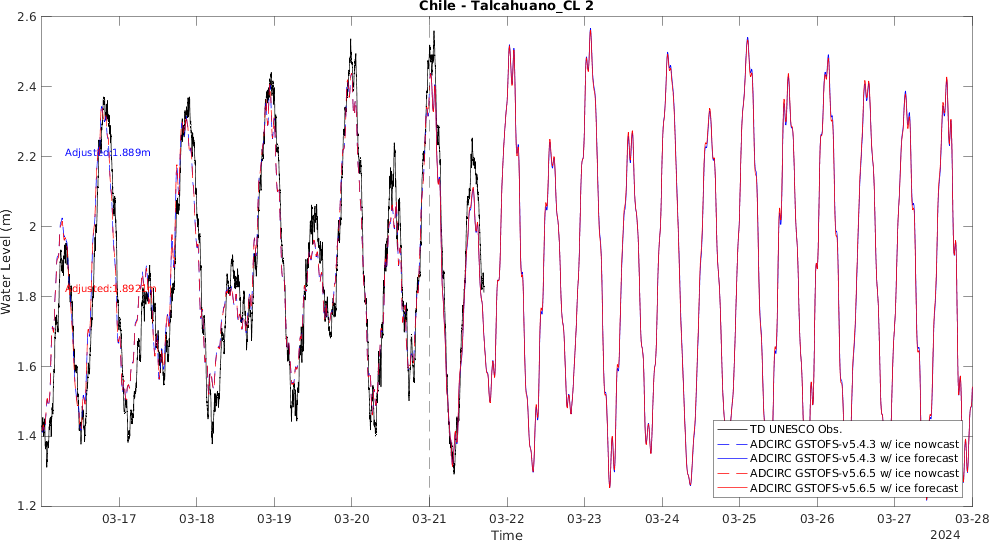 Chile - Talcahuano_CL 2
Water Level (m)
2.6
2.4
2.2
2
1.8
1.6
1.4
1.2
Adjusted:1.889m
Adjusted:1.892m
TD UNESCO Obs.
ADCIRC GSTOFS-v5.4.3 w/ ice nowcast
ADCIRC GSTOFS-v5.4.3 w/ ice forecast
ADCIRC GSTOFS-v5.6.5 w/ ice nowcast
ADCIRC GSTOFS-v5.6.5 w/ ice forecast
03-17 03-18 03-19 03-20 03-21 03-22 03-23 03-24 03-25 03-26 03-27 03-28
Time
2024